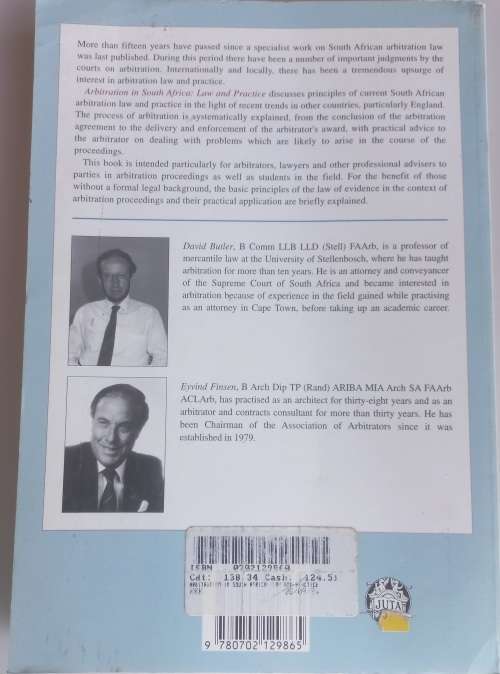 More than fifteen years have passed since a specialist work on South African arbitration law
was last published. During this period there have been a number of important judgments by the
courts on arbitration. Internationally and locally, there has been a tremendous upsurge of
interest in arbitration law and practice.
Arbitration in South Africa: Law and Practice discusses principles of current South African
arbitration law and practice in the light of recent trends in other countries, particularly England.
The process of arbitration is systematically explained, from the conclusion of the arbitration
agreement to the delivery and enforcement of the arbitrator's award, with practical advice to
the arbitrator on dealing with problems which are likely to arise in the course of the
proceedings.
This book is intended particularly for arbitrators, lawyers and other professional advisers to
parties in arbitration proceedings as well as students in the field. For the benefit of those
without a formal legal background, the basic principles of the law of evidence in the context of
arbitration proceedings and their practical application are briefly explained.
David Butler, B Comm LLB LLD (Stell) FAArb, is a professor of
mercantile law at the University of Stellenbosch, where he has taught
arbitration for more than ten years. He is an attorney and conveyancer
of the Supreme Court of South Africa and became interested in
arbitration because of experience in the field gained while practising
as an attorney in Cape Town, before taking up an academic career.
Eyvind Finsen, B Arch Dip TP (Rand) ARIBA MIA Arch SA FAArb
ACLArb, has practised as an architect for thirty-eight years and as an
arbitrator and contracts consultant for more than thirty years. He has
been Chairman of the Association of Arbitrators since it was
established in 1979.
ISBN 0702129860
Cdt: 138.34 Cash: 124.51
ARBITRATION IN SOUTH AFRICA
JUTA
9 780702 129865